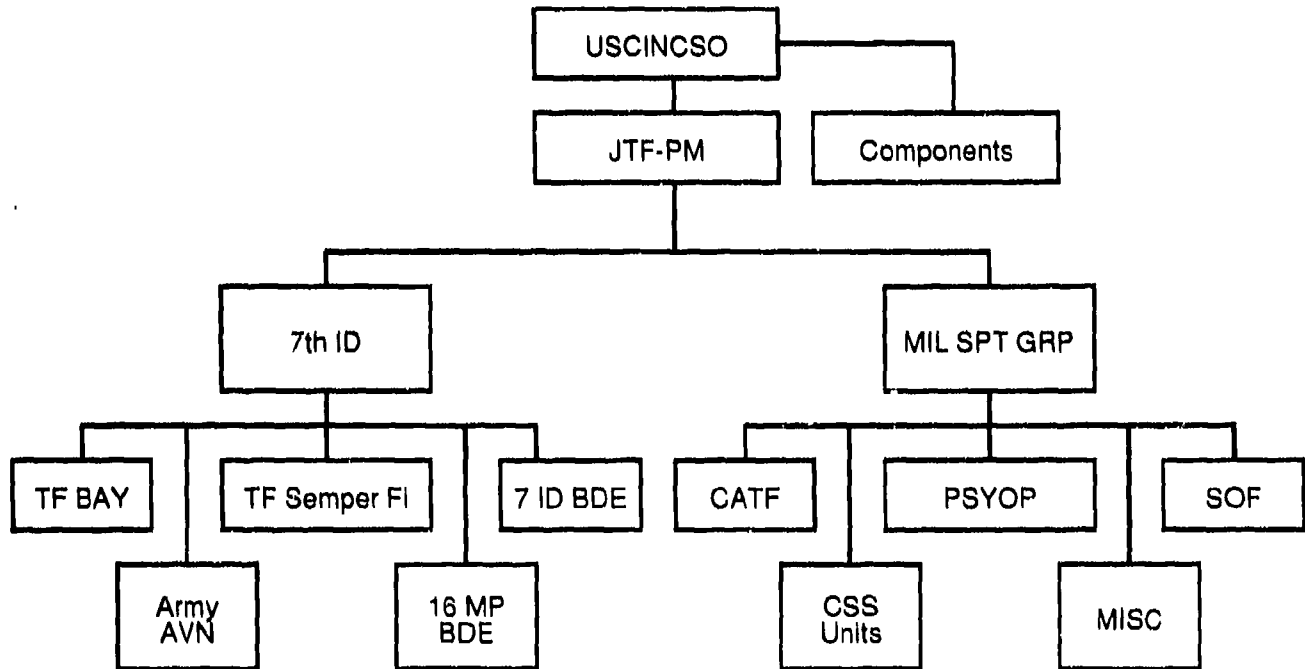 USCINCSO
JTF-PM
Components
7th ID
MIL SPT GRP
TF BAY
TF Semper Fi
7 ID BDE
CATF
PSYOP
SOF
Army
AVN
16 MP
BDE
CSS
Units
MISC